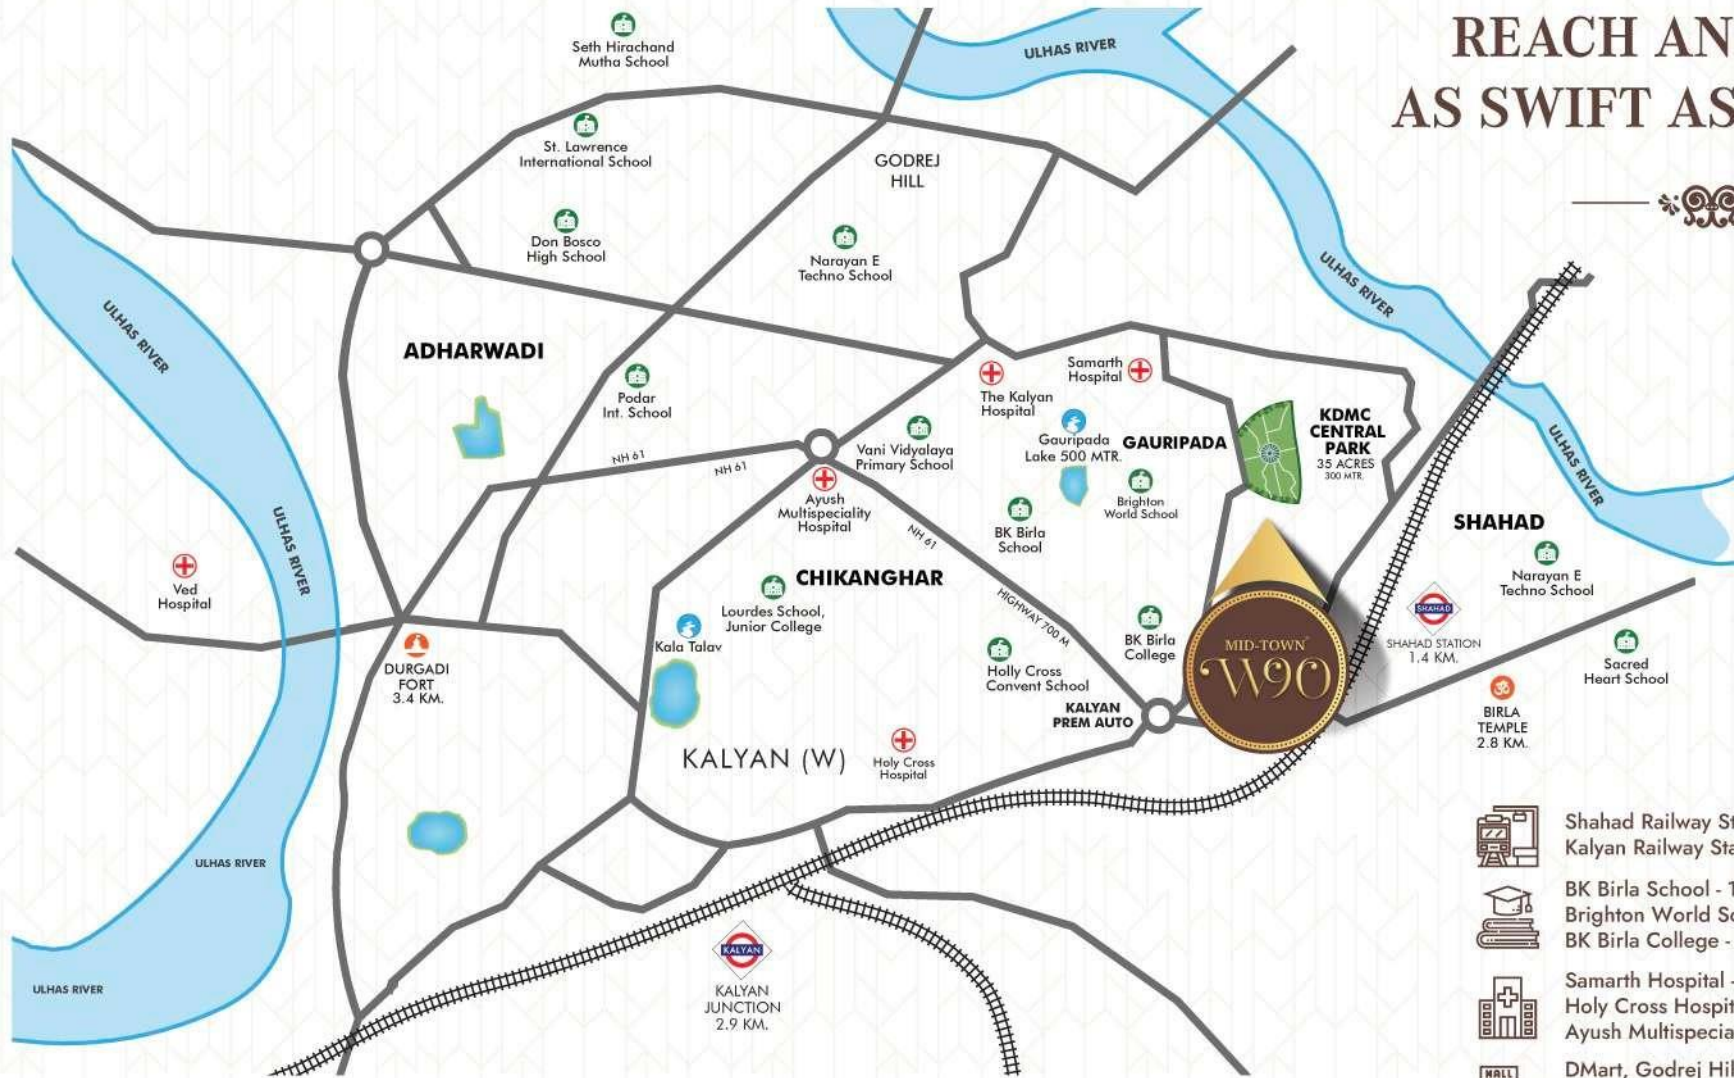 REACH AN
AS SWIFT AS
Seth Hirachand
Mutha School
ULHAS RIVER
St. Lawrence
International School
GODREJ
HILL
Don Bosco
High School
Narayan E
Techno School
ULHAS RIVER
ULHAS RIVER
ADHARWADI
Podar
Int. School
Samarth
Hospital
The Kalyan
Hospital
Gauripada
Lake 500 MTR.
GAURIPADA
KDMC
CENTRAL
PARK
35 ACRES
300 MTR.
NH 61
NH 61
Vani Vidyalaya
Primary School
ULHAS RIVER
Ayush
Multispeciality
Hospital
Brighton
World School
BK Birla
School
NH 61
SHAHAD
ULHAS RIVER
Ved
Hospital
CHIKANGHAR
Narayan E
Techno School
Lourdes School,
Junior College
HIGHWAY 700 M
SHAHAD
SHAHAD STATION
1.4 KM.
Kala Talav
BK Birla
College
MID-TOWN
W90
DURGADI
FORT
3.4 KM.
Holly Cross
Convent School
Sacred
Heart School
KALYAN
PREM AUTO
BIRLA
TEMPLE
2.8 KM.
KALYAN (W)
Holy Cross
Hospital
ULHAS RIVER
Shahad Railway St
Kalyan Railway Sta
BK Birla School - 1
Brighton World Sc
BK Birla College -
KALYAN
KALYAN
JUNCTION
2.9 KM.
ULHAS RIVER
Samarth Hospital -
Holy Cross Hospit
Ayush Multispecia
MALL
DMart, Godrej Hil